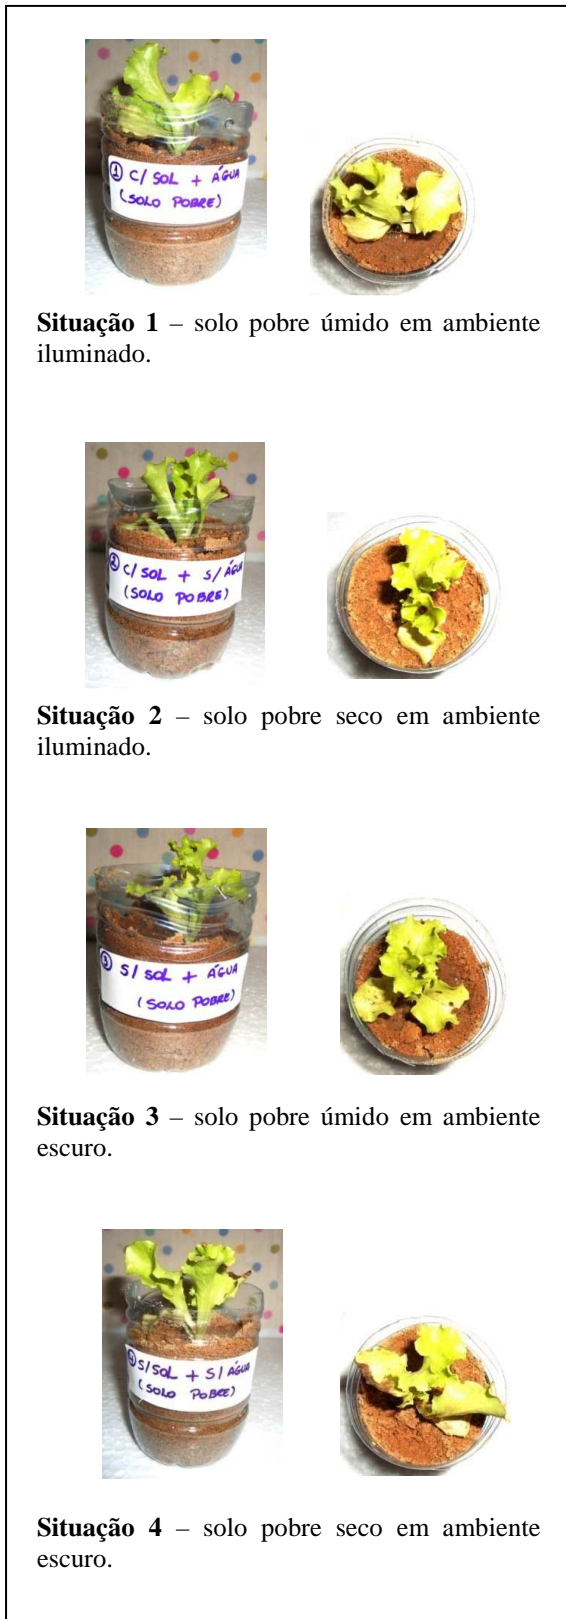 ① C/ SOL + ÁGUA
(SOLO POBRE)
Situação 1 – solo pobre úmido em ambiente
iluminado.
② C/ SOL + S/ ÁGUA
(SOLO POBRE)
Situação 2 – solo pobre seco em ambiente
iluminado.
③ S/ SOL + ÁGUA
(SOLO POBRE)
Situação 3 – solo pobre úmido em ambiente
escuro.
④ S/ SOL + S/ ÁGUA
(SOLO POBRE)
Situação 4 – solo pobre seco em ambiente
escuro.